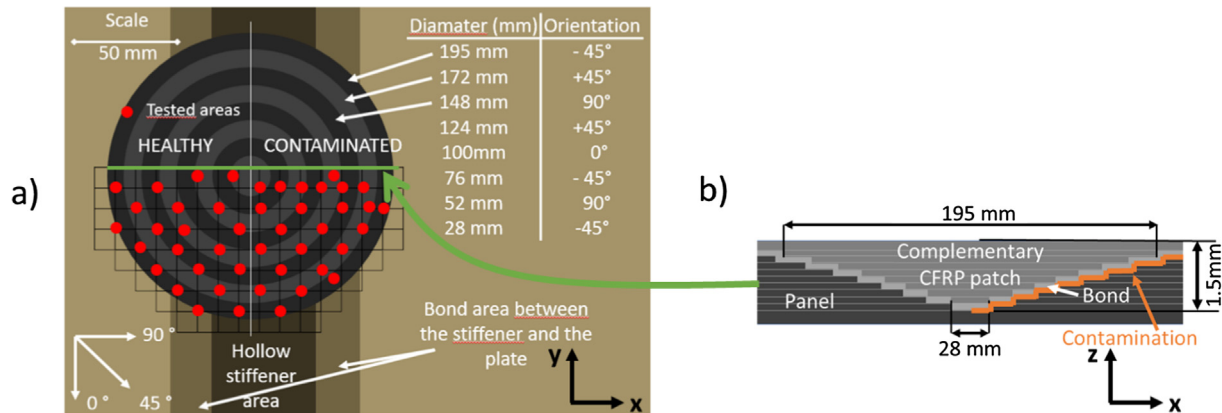 a)
Scale
50 mm
Tested areas
HEALTHY
CONTAMINATED
Diamater (mm) Orientation
195 mm - 45°
172 mm +45°
148 mm 90°
124 mm +45°
100mm 0°
76 mm - 45°
52 mm 90°
28 mm -45°
Bond area between
the stiffener and the
plate
Hollow
stiffener
area
90 °
0 °
45 °
y
x
b)
195 mm
Complementary
CFRP patch
Panel
Bond
1.5mm
28 mm
Contamination
z
x